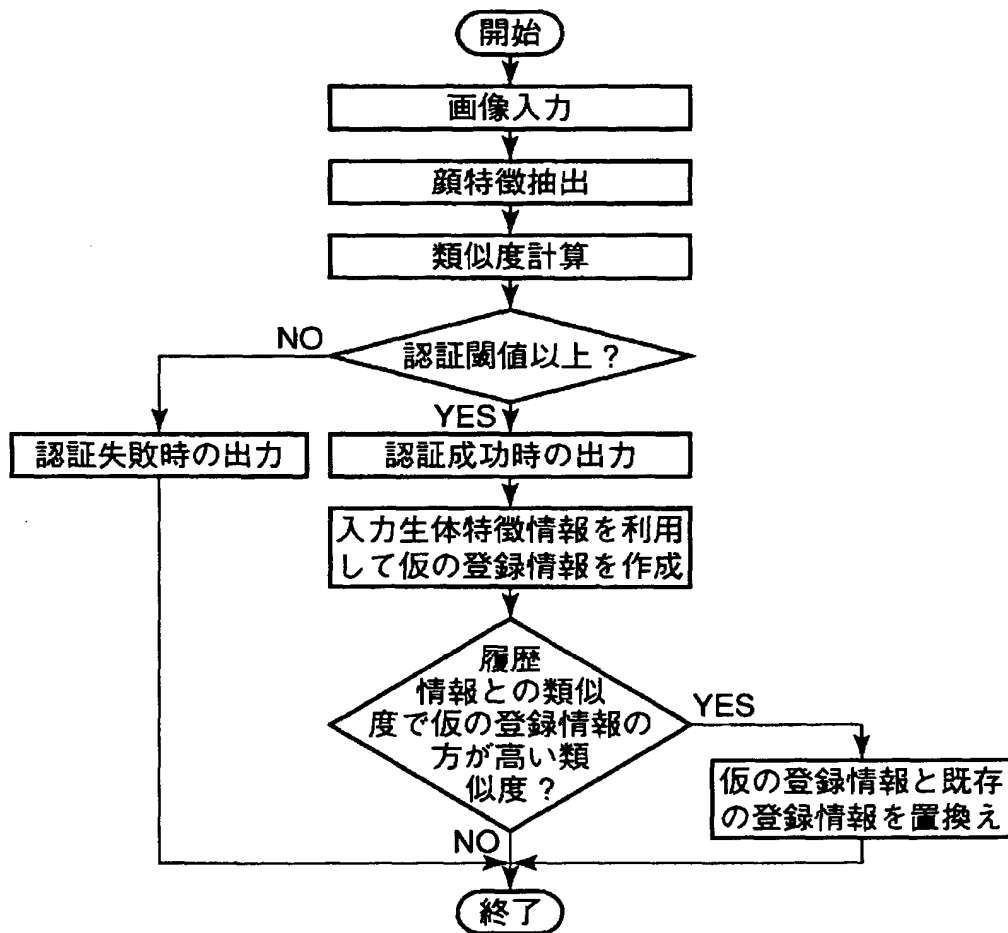 開始
画像入力
顔特徴抽出
類似度計算
認証閾値以上?
NO
YES
認証失敗時の出力
認証成功時の出力
入力生体特徴情報を利用
して仮の登録情報を作成
履歴
情報との類似
度で仮の登録情報の
方が高い類
似度?
YES
仮の登録情報と既存
の登録情報を置換え
NO
終了